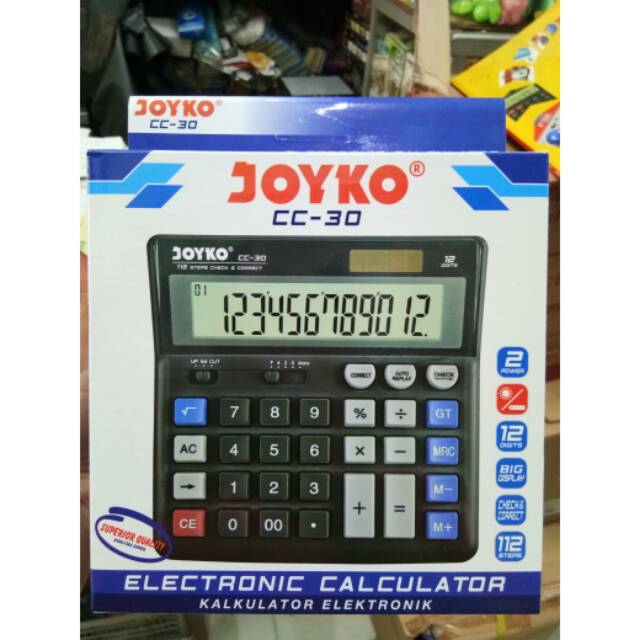 JOYKO®
CC-30
JOYKO®
CC-30
JOYKO® CC-30
112 STEPS CHECK & CORRECT
12
DIGITS
01
123456789012.
UP 5/4 CUT
F 4 2 0 ADD2
CORRECT
AUTO
REPLAY
CHECK
√ 7 8 9 % ÷ GT
AC 4 5 6 × − MRC
→ 1 2 3 + = M−
CE 0 00 • M+
2
POWER
12
DIGITS
BIG
DISPLAY
CHECK &
CORRECT
112
STEPS
SUPERIOR QUALITY
KUALITAS SUPER
ELECTRONIC CALCULATOR
KALKULATOR ELEKTRONIK